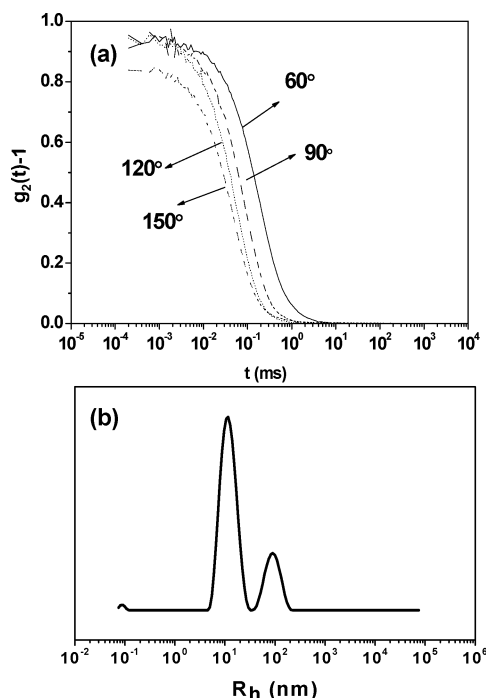 (a)
g₂(t)-1
1.0
0.8
0.6
0.4
0.2
0.0
60°
90°
120°
150°
10⁻⁵ 10⁻⁴ 10⁻³ 10⁻² 10⁻¹ 10⁰ 10¹ 10² 10³ 10⁴
t (ms)
(b)
10⁻² 10⁻¹ 10⁰ 10¹ 10² 10³ 10⁴ 10⁵ 10⁶
Rₕ (nm)